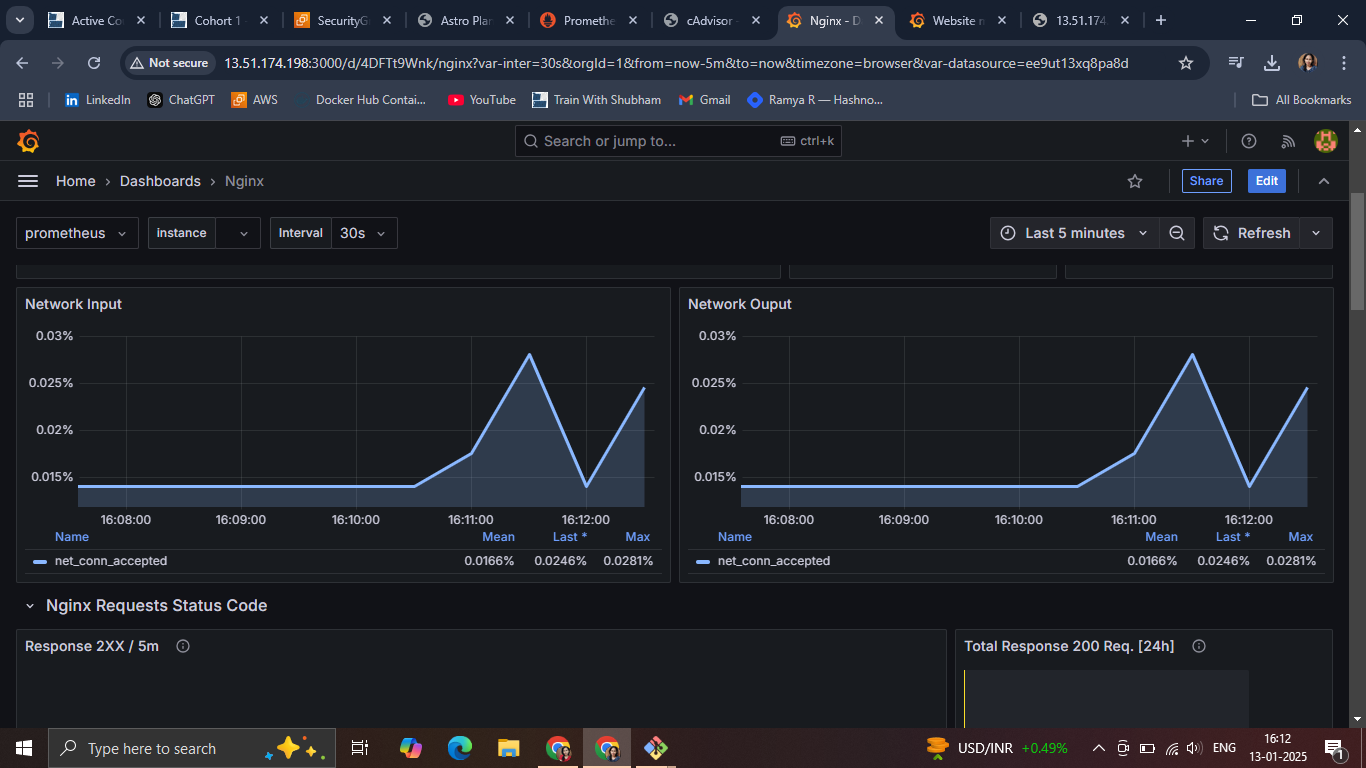 Active Co
Cohort 1 -
SecurityG
Astro Plan
Promethe
cAdvisor -
Nginx - D
Website n
13.51.174.
Not secure
13.51.174.198:3000/d/4DFTt9Wnk/nginx?var-inter=30s&orgId=1&from=now-5m&to=now&timezone=browser&var-datasource=ee9ut13xq8pa8d
LinkedIn
ChatGPT
AWS
Docker Hub Contai...
YouTube
Train With Shubham
Gmail
Ramya R — Hashno...
All Bookmarks
Search or jump to...
ctrl+k
Home > Dashboards > Nginx
Share
Edit
prometheus
instance
Interval
30s
Last 5 minutes
Refresh
Network Input
0.03%
0.025%
0.02%
0.015%
16:08:00 16:09:00 16:10:00 16:11:00 16:12:00
Name Mean Last * Max
net_conn_accepted 0.0166% 0.0246% 0.0281%
Network Ouput
0.03%
0.025%
0.02%
0.015%
16:08:00 16:09:00 16:10:00 16:11:00 16:12:00
Name Mean Last * Max
net_conn_accepted 0.0166% 0.0246% 0.0281%
Nginx Requests Status Code
Response 2XX / 5m
Total Response 200 Req. [24h]
Type here to search
USD/INR +0.49%
ENG
16:12
13-01-2025
1